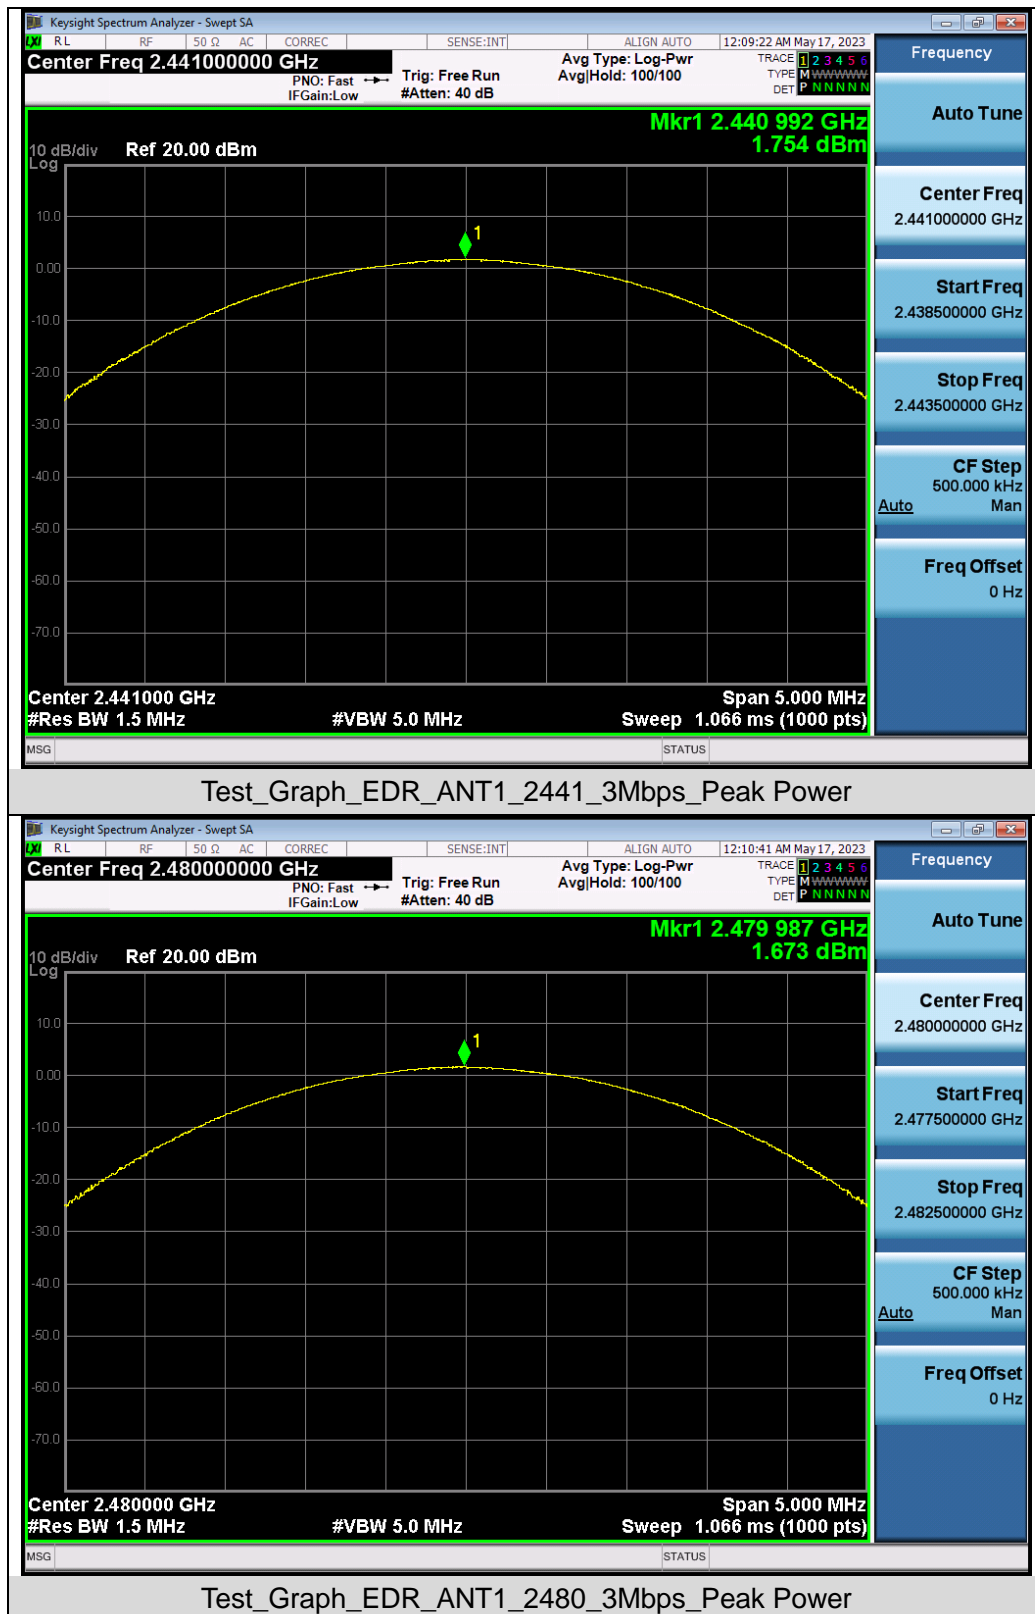 Keysight Spectrum Analyzer - Swept SA
LXI RL RF 50 Ω AC CORREC SENSE:INT ALIGN AUTO 12:09:22 AM May 17, 2023
Center Freq 2.441000000 GHz
PNO: Fast
IFGain:Low
Trig: Free Run
#Atten: 40 dB
Avg Type: Log-Pwr
Avg|Hold: 100/100
TRACE 1 2 3 4 5 6
TYPE M WWWWW
DET P N N N N N
Frequency
Mkr1 2.440 992 GHz
1.754 dBm
10 dB/div Ref 20.00 dBm
Log
10.0
0.00
-10.0
-20.0
-30.0
-40.0
-50.0
-60.0
-70.0
1
Center 2.441000 GHz Span 5.000 MHz
#Res BW 1.5 MHz #VBW 5.0 MHz Sweep 1.066 ms (1000 pts)
MSG STATUS
Auto Tune
Center Freq
2.441000000 GHz
Start Freq
2.438500000 GHz
Stop Freq
2.443500000 GHz
CF Step
500.000 kHz
Auto Man
Freq Offset
0 Hz
Test_Graph_EDR_ANT1_2441_3Mbps_Peak Power
Keysight Spectrum Analyzer - Swept SA
LXI RL RF 50 Ω AC CORREC SENSE:INT ALIGN AUTO 12:10:41 AM May 17, 2023
Center Freq 2.480000000 GHz
PNO: Fast
IFGain:Low
Trig: Free Run
#Atten: 40 dB
Avg Type: Log-Pwr
Avg|Hold: 100/100
TRACE 1 2 3 4 5 6
TYPE M WWWWW
DET P N N N N N
Frequency
Mkr1 2.479 987 GHz
1.673 dBm
10 dB/div Ref 20.00 dBm
Log
10.0
0.00
-10.0
-20.0
-30.0
-40.0
-50.0
-60.0
-70.0
1
Center 2.480000 GHz Span 5.000 MHz
#Res BW 1.5 MHz #VBW 5.0 MHz Sweep 1.066 ms (1000 pts)
MSG STATUS
Auto Tune
Center Freq
2.480000000 GHz
Start Freq
2.477500000 GHz
Stop Freq
2.482500000 GHz
CF Step
500.000 kHz
Auto Man
Freq Offset
0 Hz
Test_Graph_EDR_ANT1_2480_3Mbps_Peak Power